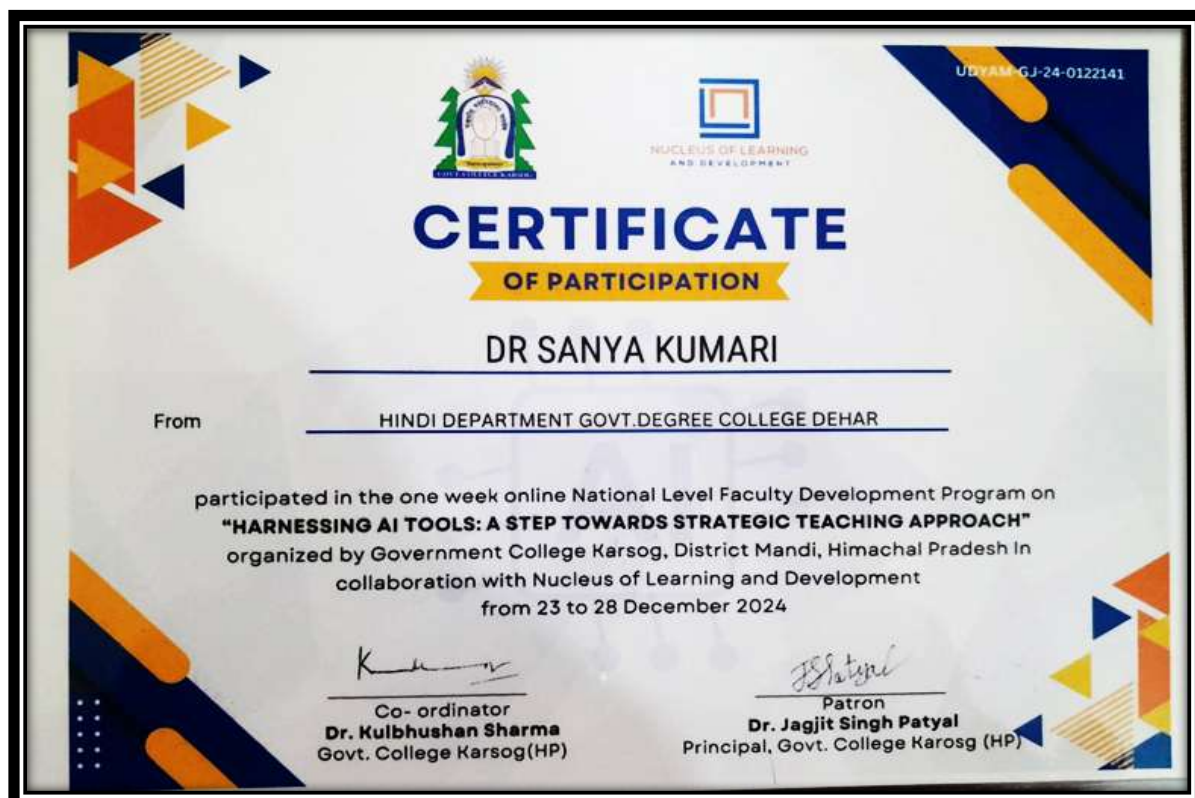 UDYAM-GJ-24-0122141
GOVT. COLLEGE KARSOG
NUCLEUS OF LEARNING
AND DEVELOPMENT
CERTIFICATE
OF PARTICIPATION
DR SANYA KUMARI
From
HINDI DEPARTMENT GOVT.DEGREE COLLEGE DEHAR
AI
participated in the one week online National Level Faculty Development Program on
"HARNESSING AI TOOLS: A STEP TOWARDS STRATEGIC TEACHING APPROACH"
organized by Government College Karsog, District Mandi, Himachal Pradesh In
collaboration with Nucleus of Learning and Development
from 23 to 28 December 2024
Co- ordinator
Dr. Kulbhushan Sharma
Govt. College Karsog(HP)
Patron
Dr. Jagjit Singh Patyal
Principal, Govt. College Karosg (HP)